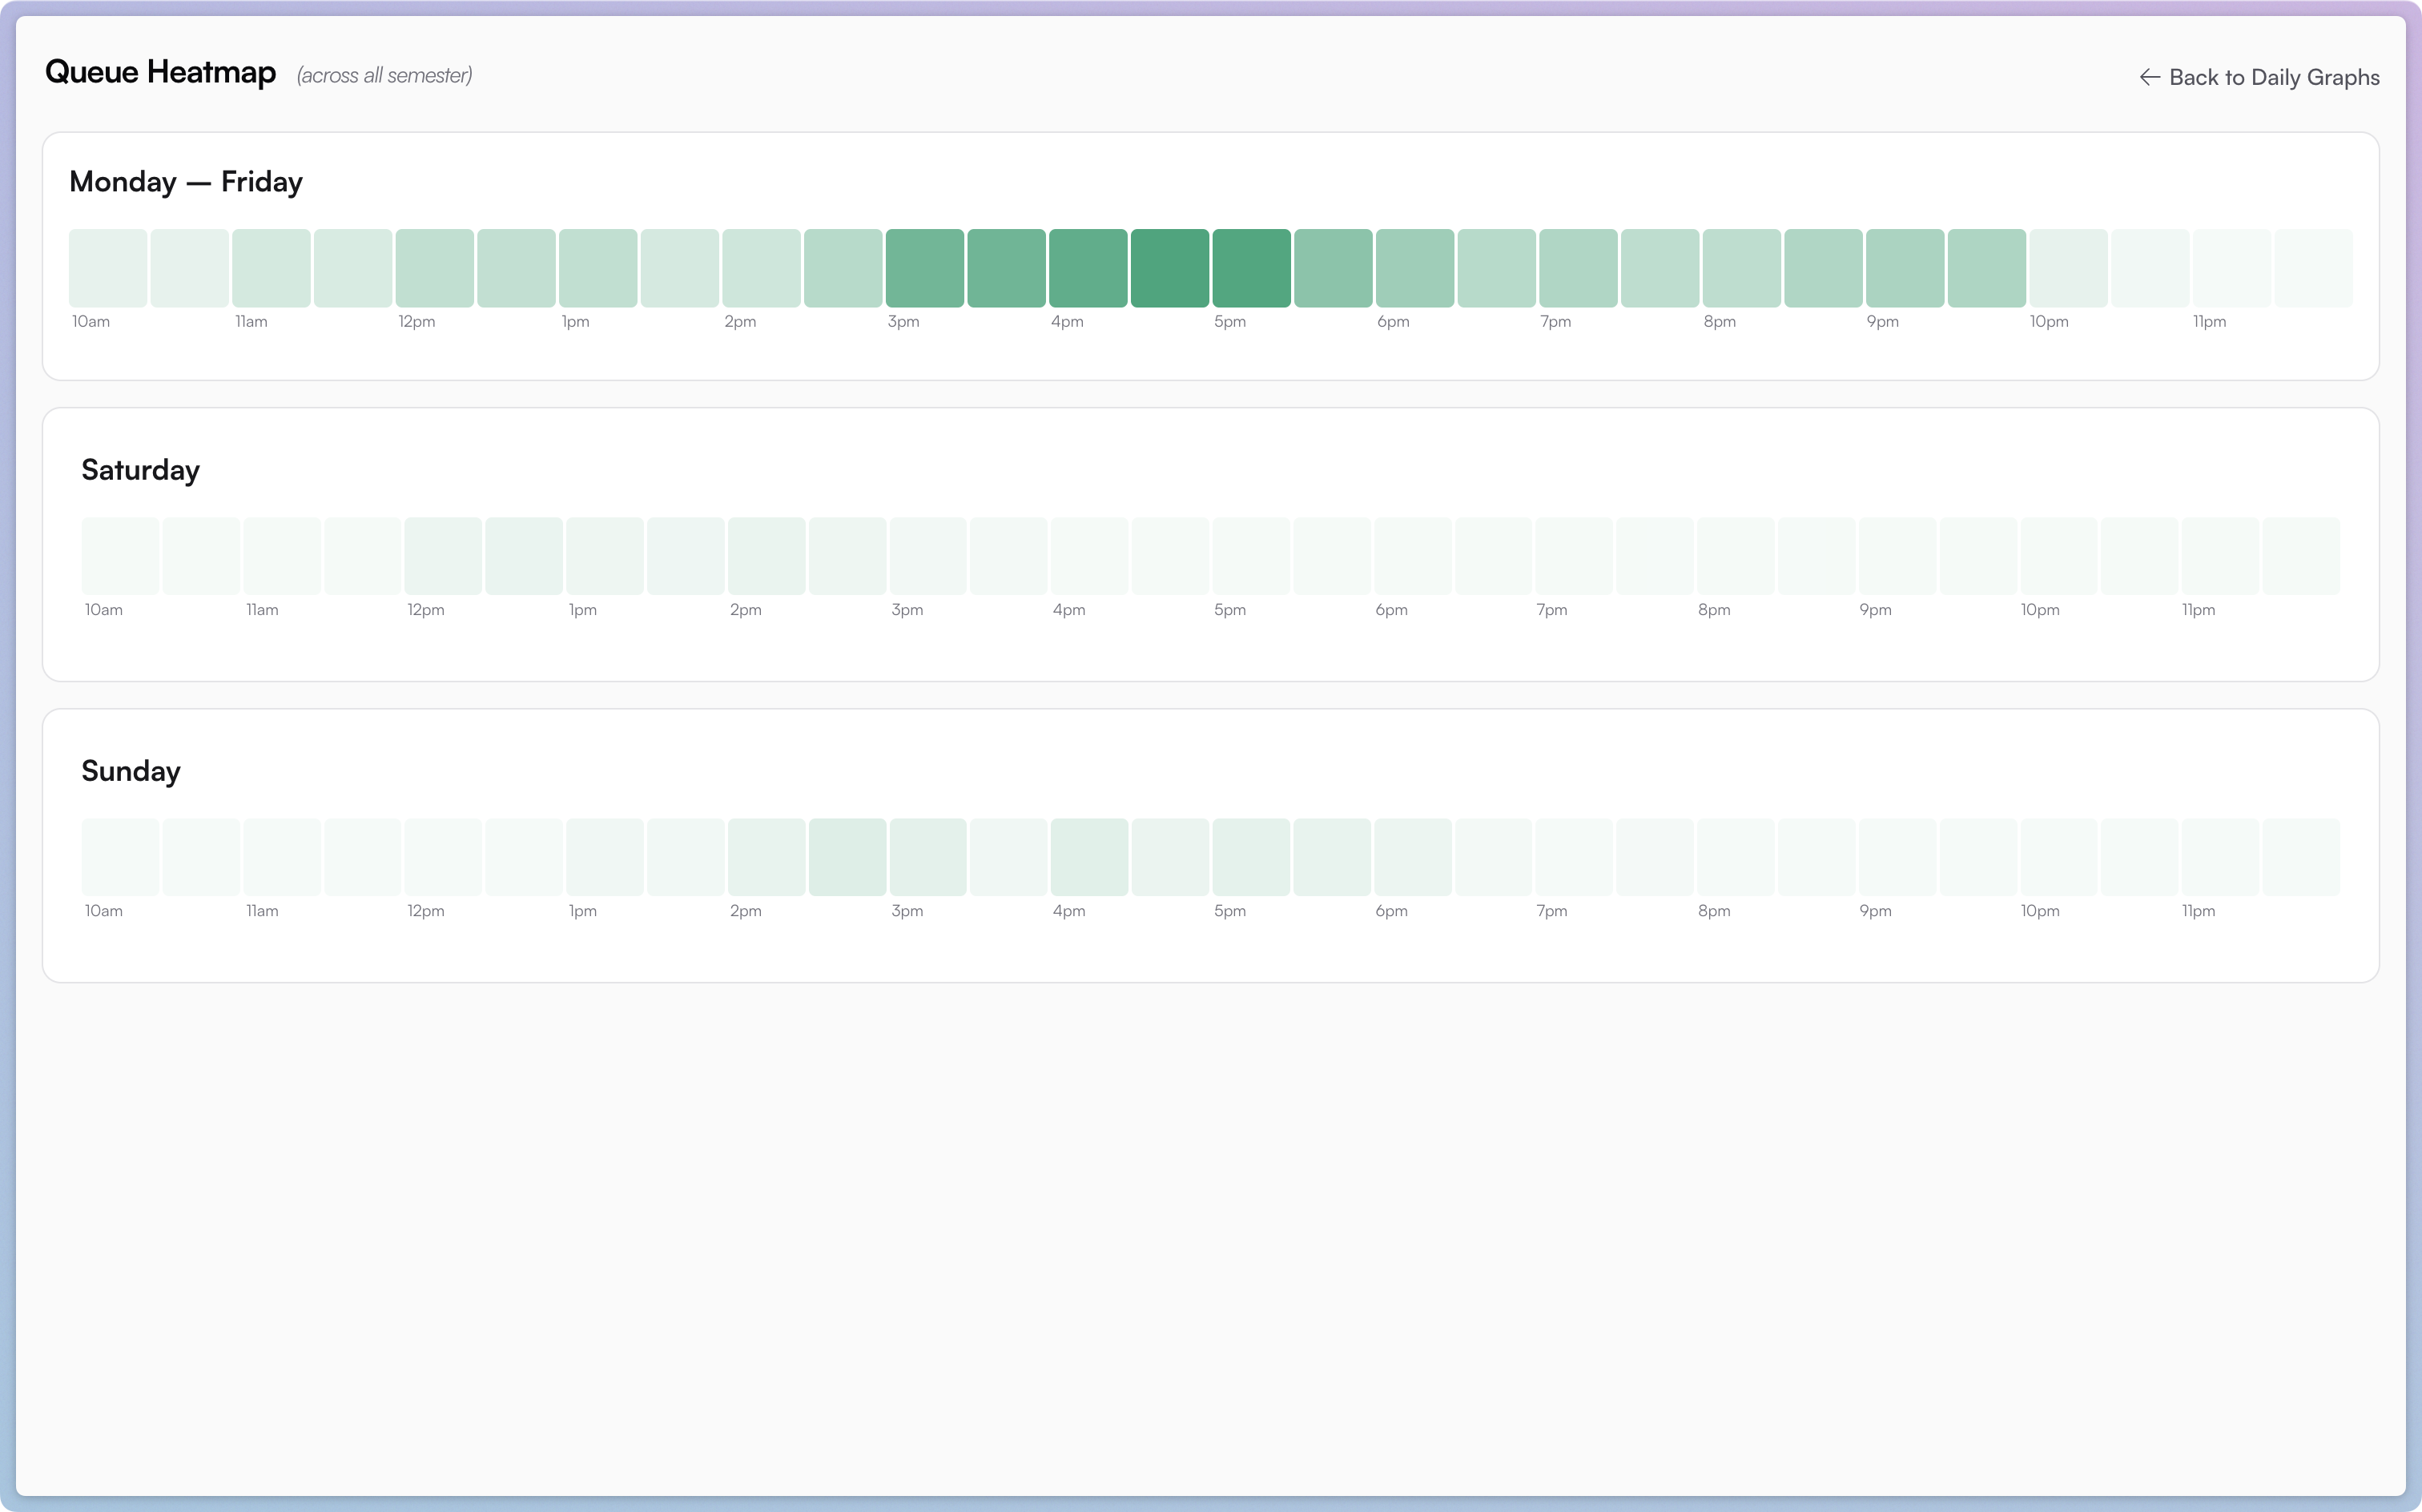 Queue Heatmap (across all semester)
← Back to Daily Graphs
Monday — Friday
10am 11am 12pm 1pm 2pm 3pm 4pm 5pm 6pm 7pm 8pm 9pm 10pm 11pm
Saturday
10am 11am 12pm 1pm 2pm 3pm 4pm 5pm 6pm 7pm 8pm 9pm 10pm 11pm
Sunday
10am 11am 12pm 1pm 2pm 3pm 4pm 5pm 6pm 7pm 8pm 9pm 10pm 11pm